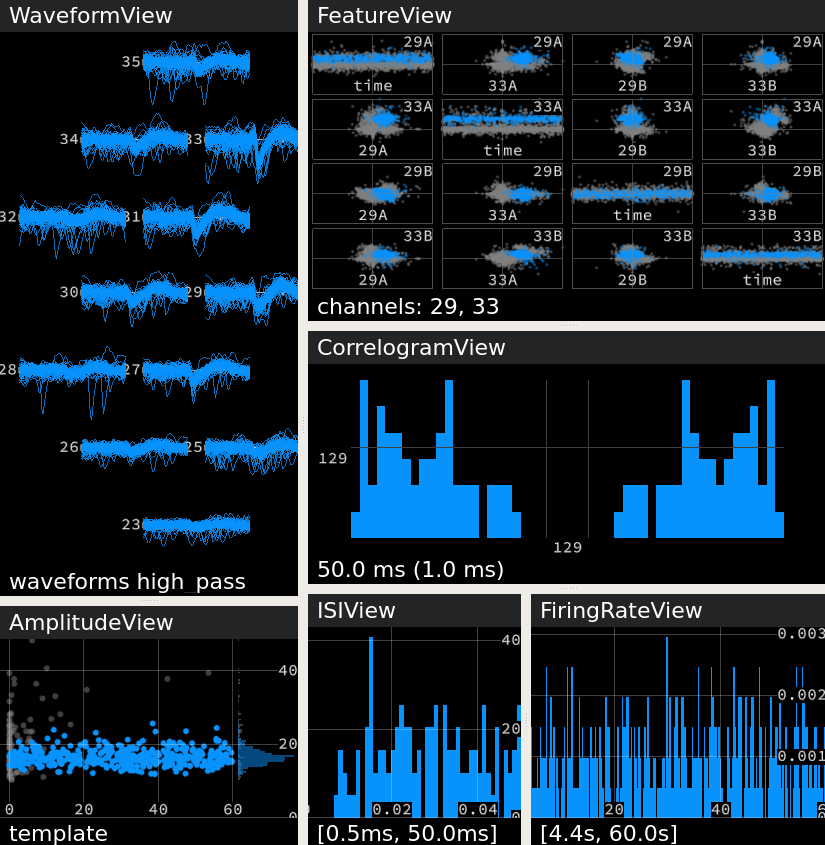 WaveformView
35
34 33
32 31
30 29
28 27
26 25
23
waveforms high_pass
FeatureView
29A 29A 29A 29A
time 33A 29B 33B
33A 33A 33A 33A
29A time 29B 33B
29B 29B 29B 29B
29A 33A time 33B
33B 33B 33B 33B
29A 33A 29B time
channels: 29, 33
CorrelogramView
129
129
50.0 ms (1.0 ms)
AmplitudeView
40
20
0 20 40 60
template
ISIView
40
20
0.02 0.04
[0.5ms, 50.0ms]
FiringRateView
0.003
0.002
0.001
20 40
[4.4s, 60.0s]